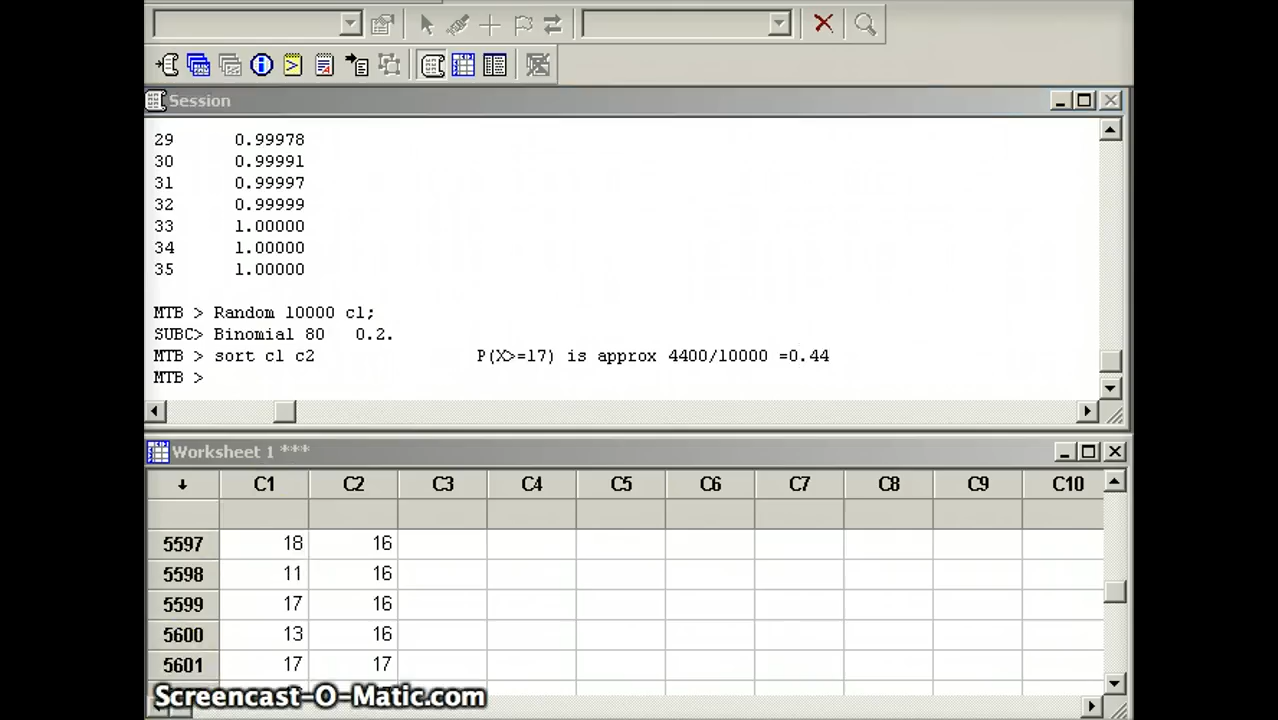 Session
29 0.99978
30 0.99991
31 0.99997
32 0.99999
33 1.00000
34 1.00000
35 1.00000
MTB > Random 10000 c1;
SUBC> Binomial 80 0.2.
MTB > sort c1 c2 P(X>=17) is approx 4400/10000 =0.44
MTB >
Worksheet 1 ***
C1 C2 C3 C4 C5 C6 C7 C8 C9 C10
5597 18 16
5598 11 16
5599 17 16
5600 13 16
5601 17 17
Screencast-O-Matic.com